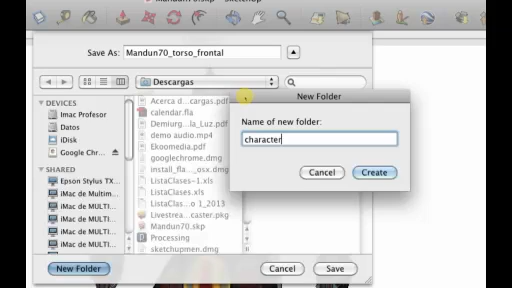 Mandun70.skp - SketchUp
Save As: Mandun70_torso_frontal
Descargas
New Folder
Name of new folder:
character
Cancel
Create
DEVICES
Imac Profesor
Datos
iDisk
Google Chr...
SHARED
Epson Stylus TX...
iMac de Multim...
iMac de MULTI...
iMac de MULTI...
iMac de MULTI...
iMac de MULTI...
Acerca d...cargas.pdf
calendar.fla
Demiurg...la_Luz.pdf
demo audio.mp4
Ekoomedia.pdf
googlechrome.dmg
install_fla..._osx.dmg
ListaClases-1.xls
ListaClases.xls
ListaClas...o 1_2013
Livestrea...caster.pkg
Mandun70.skp
Processing
sketchupmen.dmg
New Folder
Cancel
Save